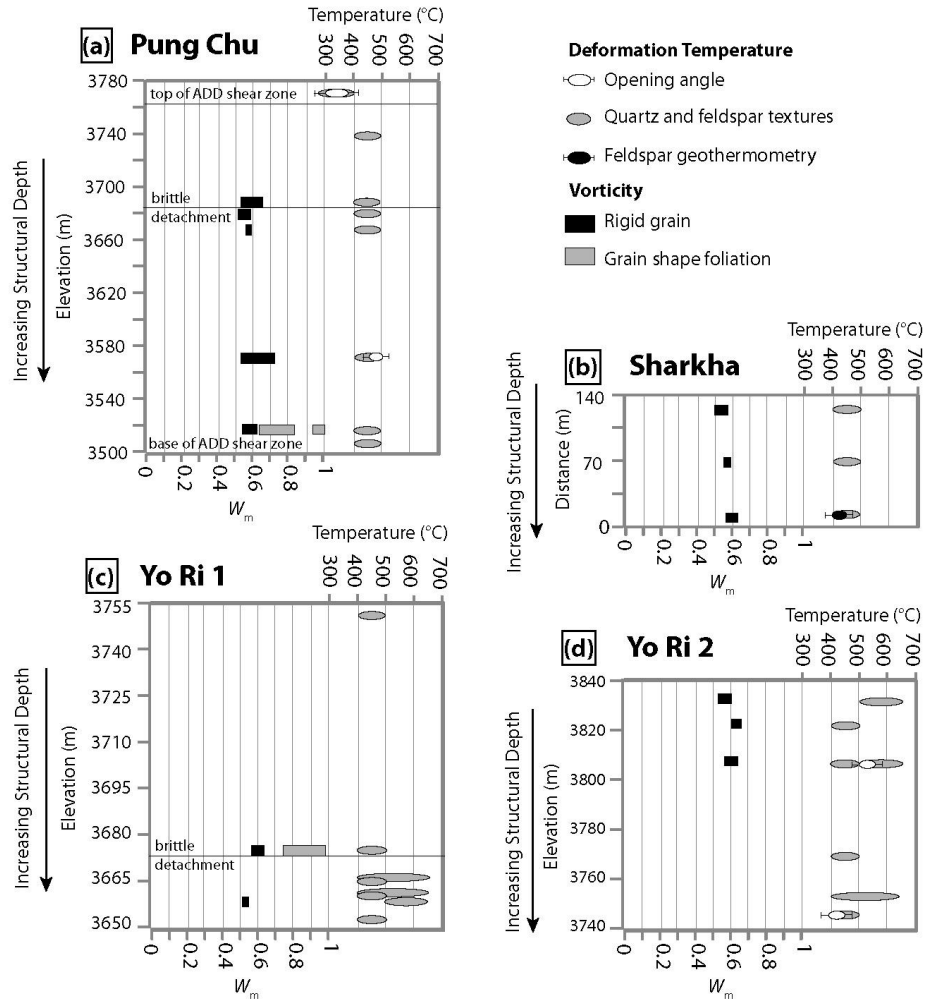 Temperature (°C)
(a) Pung Chu
300 400 500 600 700
3780
top of ADD shear zone
3740
3700
brittle
detachment
3660
3620
3580
3540
base of ADD shear zone
3500
Increasing Structural Depth
Elevation (m)
0 0.2 0.4 0.6 0.8 1
Wm
Deformation Temperature
Opening angle
Quartz and feldspar textures
Feldspar geothermometry
Vorticity
Rigid grain
Grain shape foliation
Temperature (°C)
(b) Sharkha
300 400 500 600 700
140
70
0
Increasing Structural Depth
Distance (m)
0 0.2 0.4 0.6 0.8 1
Wm
Temperature (°C)
(c) Yo Ri 1
300 400 500 600 700
3755
3740
3725
3710
3695
3680
brittle
detachment
3665
3650
Increasing Structural Depth
Elevation (m)
0 0.2 0.4 0.6 0.8 1
Wm
Temperature (°C)
(d) Yo Ri 2
300 400 500 600 700
3840
3820
3800
3780
3760
3740
Increasing Structural Depth
Elevation (m)
0 0.2 0.4 0.6 0.8 1
Wm